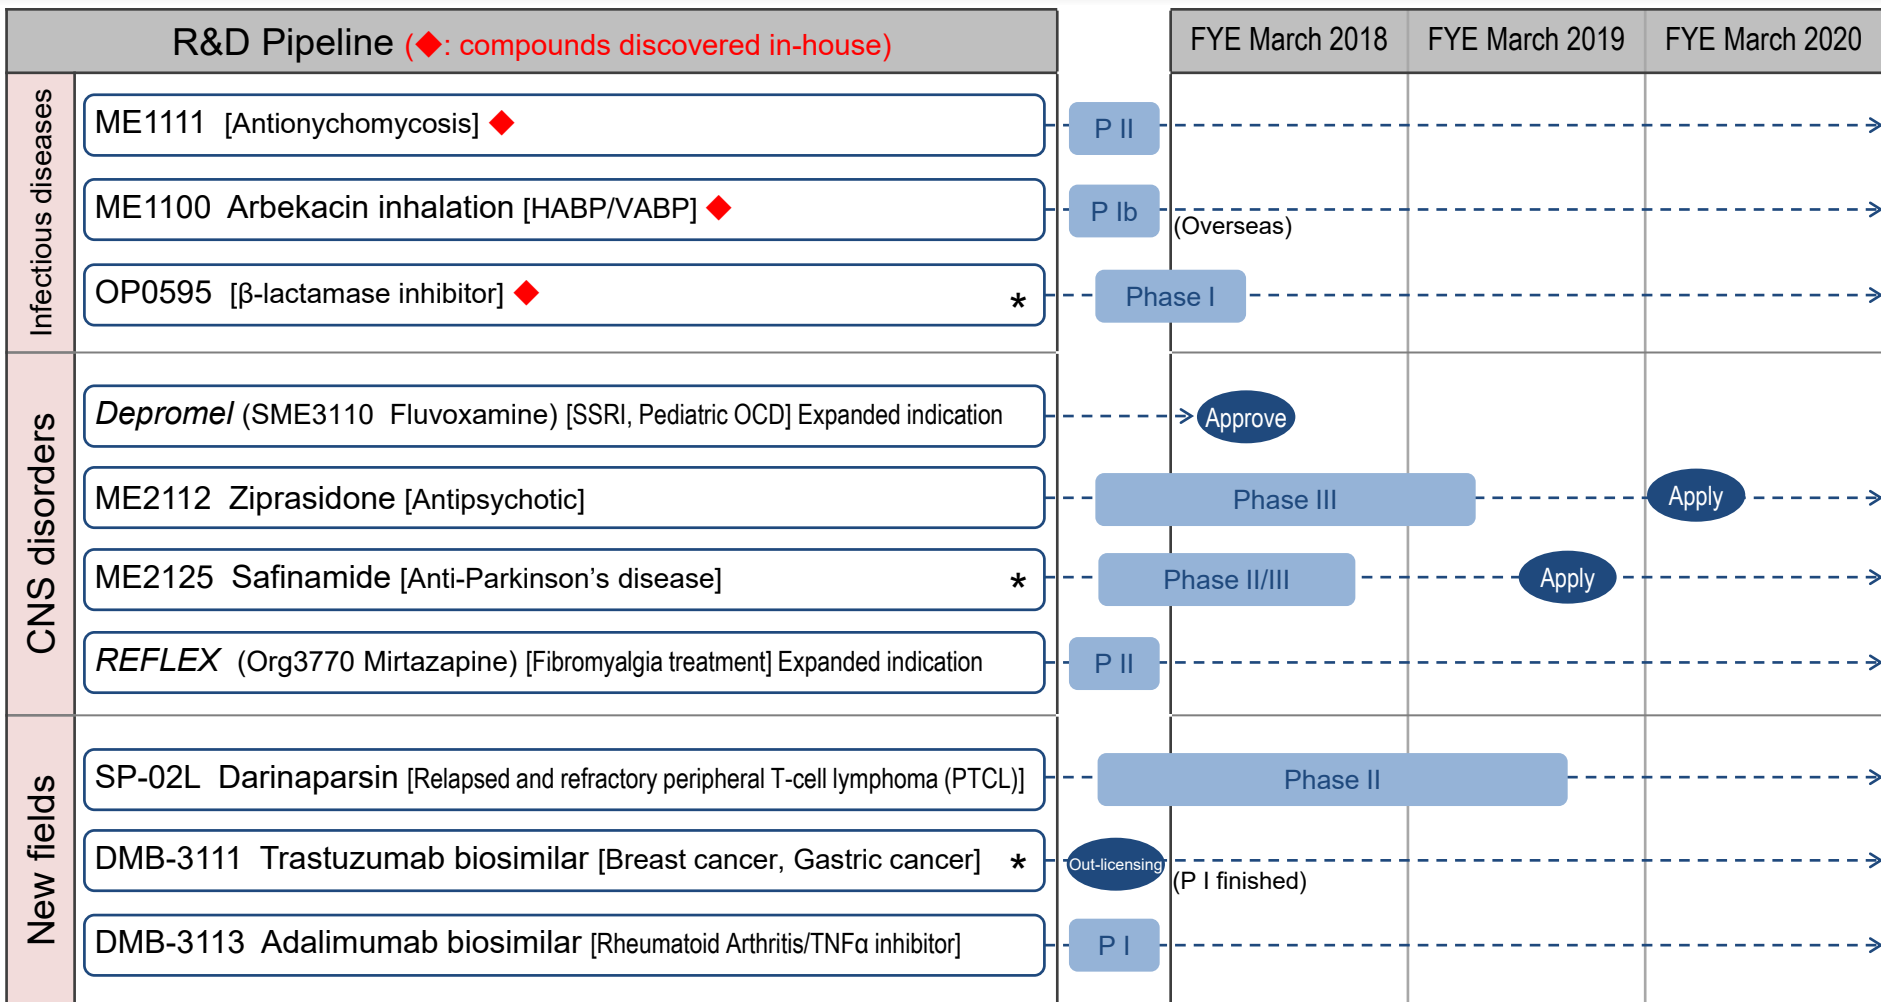 R&D Pipeline (◆: compounds discovered in-house)
FYE March 2018
FYE March 2019
FYE March 2020
Infectious diseases
ME1111 [Antionychomycosis] ◆
P II
ME1100 Arbekacin inhalation [HABP/VABP] ◆
P Ib
(Overseas)
OP0595 [β-lactamase inhibitor] ◆ *
Phase I
CNS disorders
Depromel (SME3110 Fluvoxamine) [SSRI, Pediatric OCD] Expanded indication
Approve
ME2112 Ziprasidone [Antipsychotic]
Phase III
Apply
ME2125 Safinamide [Anti-Parkinson’s disease] *
Phase II/III
Apply
REFLEX (Org3770 Mirtazapine) [Fibromyalgia treatment] Expanded indication
P II
New fields
SP-02L Darinaparsin [Relapsed and refractory peripheral T-cell lymphoma (PTCL)]
Phase II
DMB-3111 Trastuzumab biosimilar [Breast cancer, Gastric cancer] *
Out-licensing
(P I finished)
DMB-3113 Adalimumab biosimilar [Rheumatoid Arthritis/TNFα inhibitor]
P I